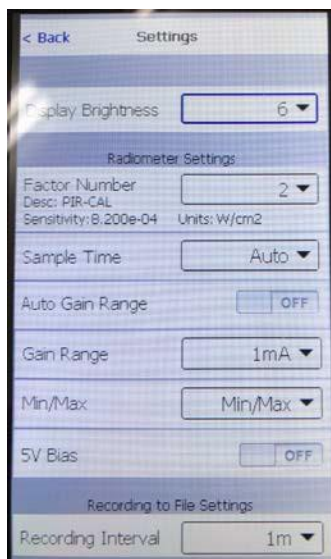 < Back Settings
Display Brightness 6
Radiometer Settings
Factor Number 2
Desc: PIR-CAL
Sensitivity: 8.200e-04 Units: W/cm2
Sample Time Auto
Auto Gain Range OFF
Gain Range 1mA
Min/Max Min/Max
5V Bias OFF
Recording to File Settings
Recording Interval 1m